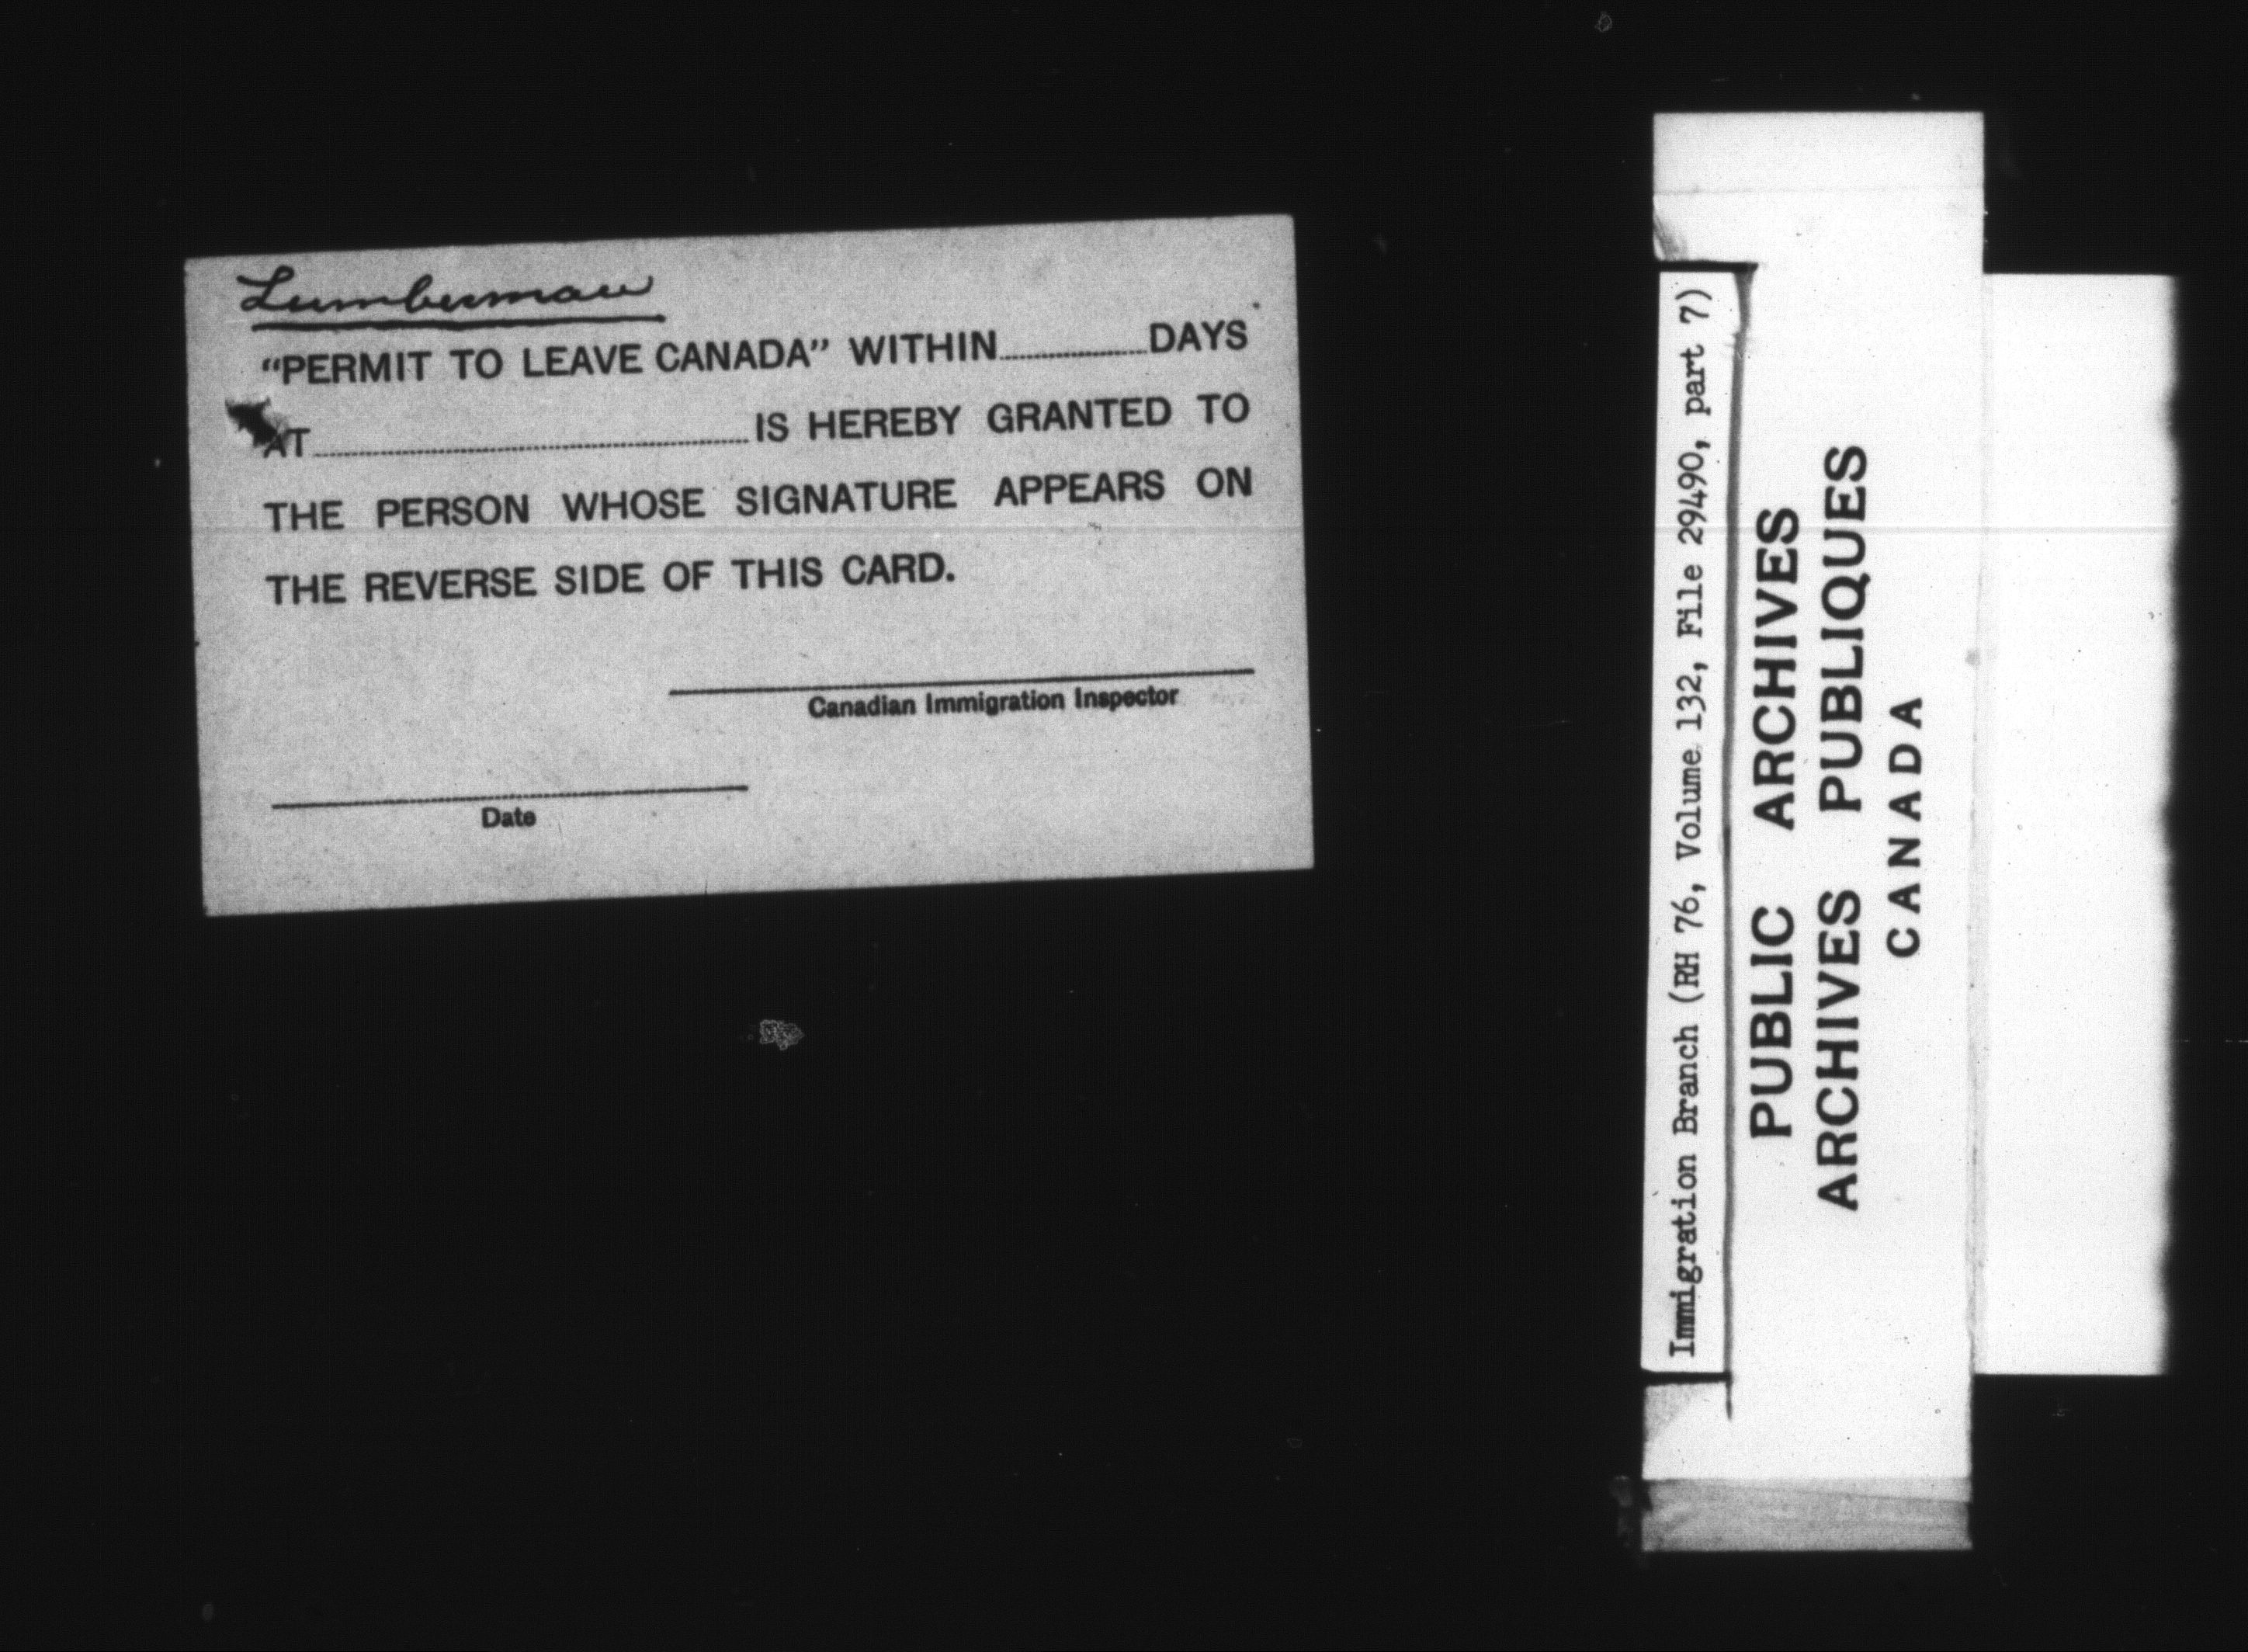 Lumberman
“PERMIT TO LEAVE CANADA” WITHIN..........DAYS
AT..............................IS HEREBY GRANTED TO
THE PERSON WHOSE SIGNATURE APPEARS ON
THE REVERSE SIDE OF THIS CARD.
Canadian Immigration Inspector
Date
Immigration Branch (RH 76, Volume 132, File 29490, part 7)
PUBLIC ARCHIVES
ARCHIVES PUBLIQUES
CANADA